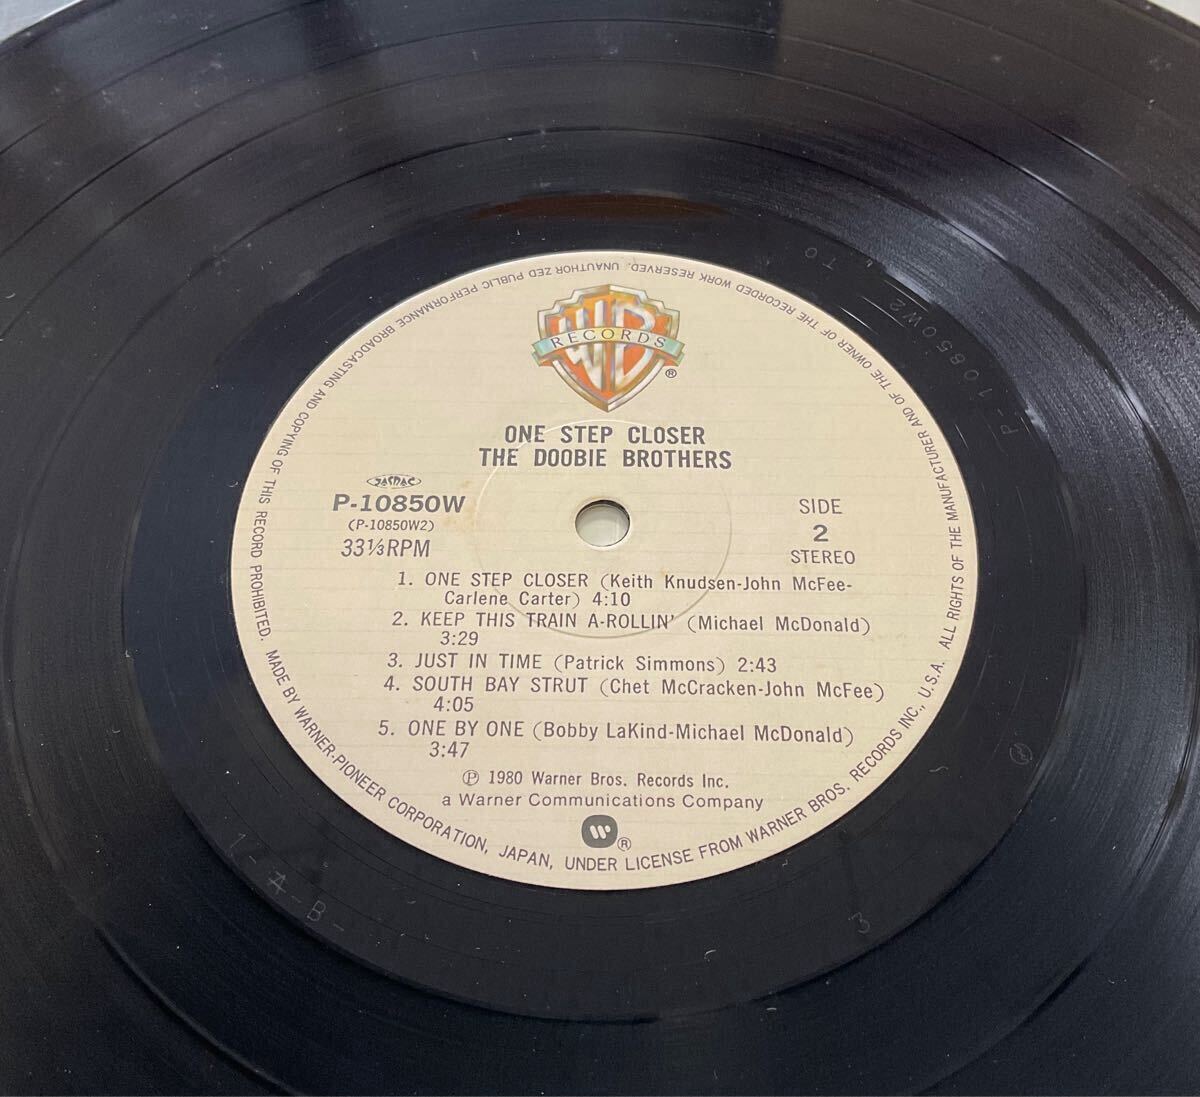 WB
RECORDS
®
ONE STEP CLOSER
THE DOOBIE BROTHERS
JASRAC
P-10850W
(P-10850W2)
33⅓RPM
SIDE
2
STEREO
1. ONE STEP CLOSER (Keith Knudsen-John McFee-
Carlene Carter) 4:10
2. KEEP THIS TRAIN A-ROLLIN' (Michael McDonald)
3:29
3. JUST IN TIME (Patrick Simmons) 2:43
4. SOUTH BAY STRUT (Chet McCracken-John McFee)
4:05
5. ONE BY ONE (Bobby LaKind-Michael McDonald)
3:47
Ⓟ 1980 Warner Bros. Records Inc.
a Warner Communications Company
®
MADE BY WARNER-PIONEER CORPORATION, JAPAN, UNDER LICENSE FROM WARNER BROS. RECORDS INC., U.S.A. ALL RIGHTS OF THE MANUFACTURER AND OF THE OWNER OF THE RECORDED WORK RESERVED. UNAUTHOR ZED PUBLIC PERFORMANCE BROADCASTING AND COPYING OF THIS RECORD PROHIBITED.
P-10850W2
1-A-B-
3